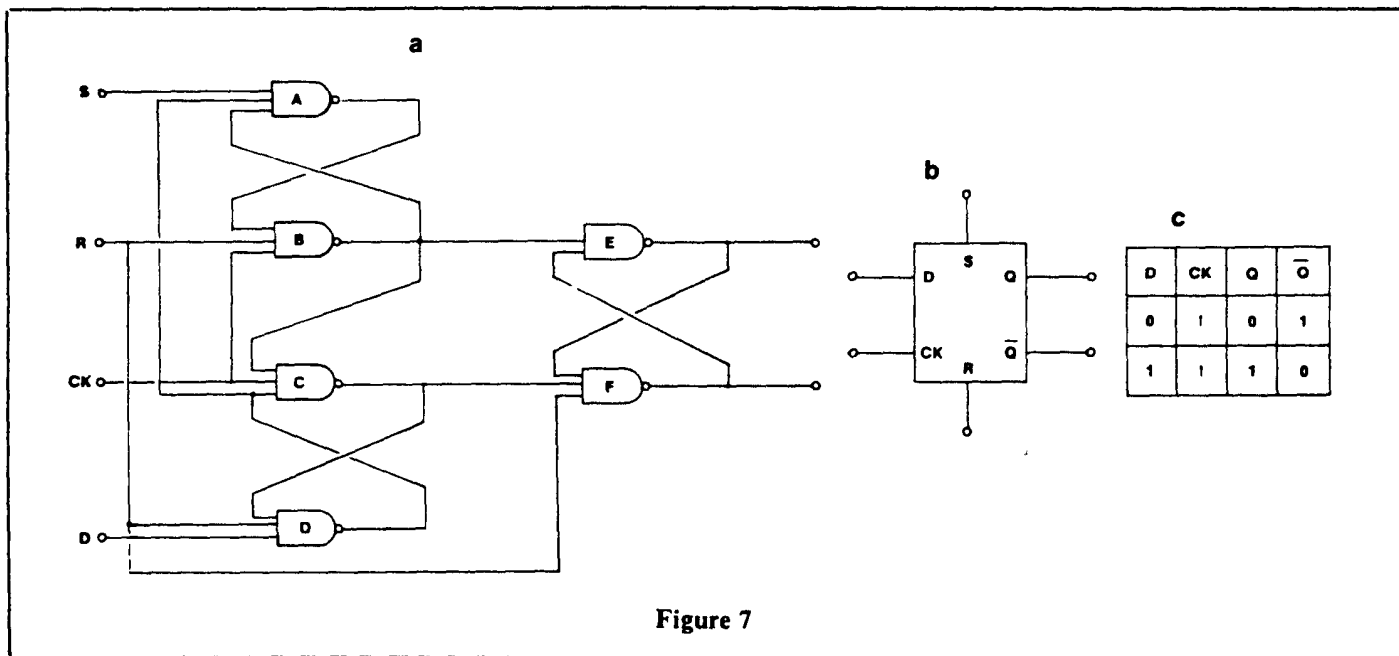 a
S
A
R
B
E
CK
C
F
D
D
b
S
D
Q
CK
Q̅
R
c
D CK Q Q̅
0 ↑ 0 1
1 ↑ 1 0
Figure 7